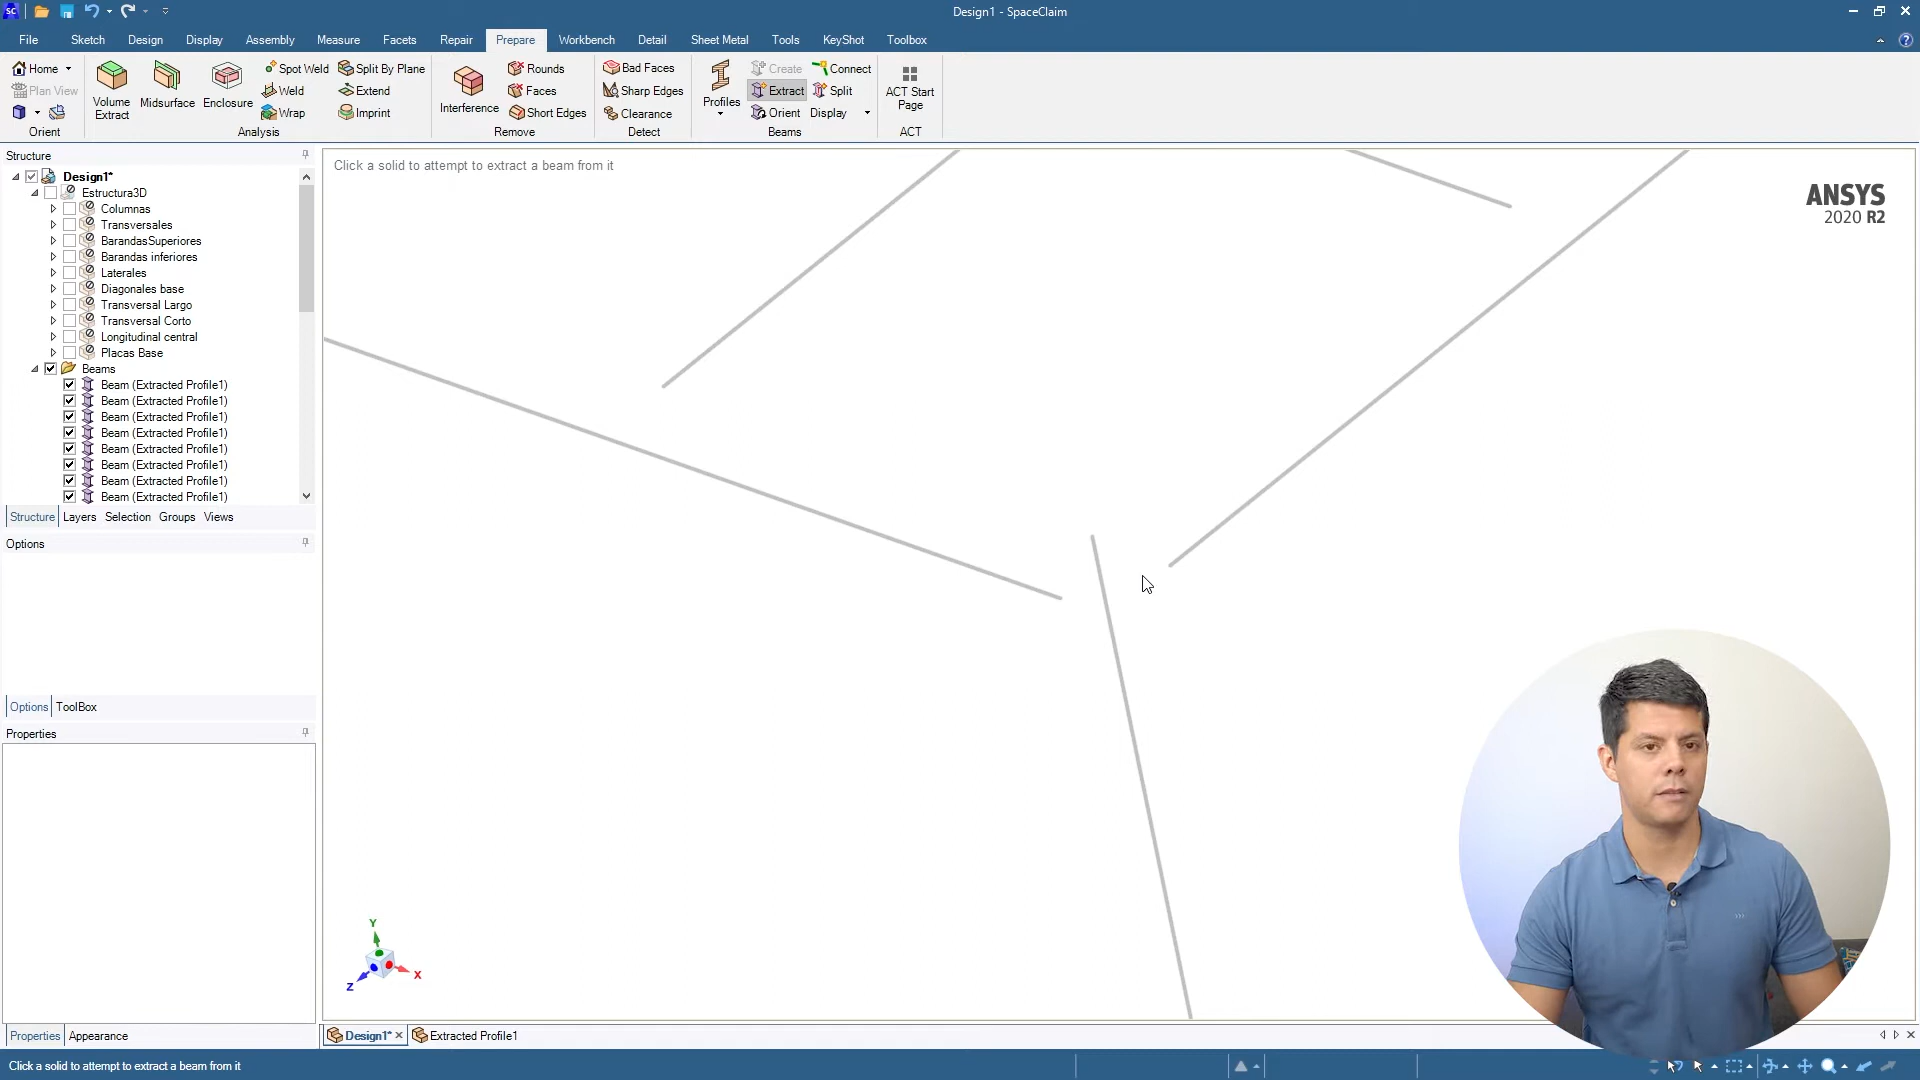 Design1 - SpaceClaim
File Sketch Design Display Assembly Measure Facets Repair Prepare Workbench Detail Sheet Metal Tools KeyShot Toolbox
Home
Plan View
Orient
Volume Extract
Midsurface
Enclosure
Spot Weld
Weld
Wrap
Split By Plane
Extend
Imprint
Analysis
Interference
Rounds
Faces
Short Edges
Remove
Bad Faces
Sharp Edges
Clearance
Detect
Profiles
Create
Extract
Orient
Connect
Split
Display
Beams
ACT Start
Page
ACT
Structure
Design1*
Estructura3D
Columnas
Transversales
BarandasSuperiores
Barandas inferiores
Laterales
Diagonales base
Transversal Largo
Transversal Corto
Longitudinal central
Placas Base
Beams
Beam (Extracted Profile1)
Beam (Extracted Profile1)
Beam (Extracted Profile1)
Beam (Extracted Profile1)
Beam (Extracted Profile1)
Beam (Extracted Profile1)
Beam (Extracted Profile1)
Beam (Extracted Profile1)
Structure Layers Selection Groups Views
Options
Options ToolBox
Properties
Properties Appearance
Click a solid to attempt to extract a beam from it
ANSYS
2020 R2
Y
X
Z
Design1* Extracted Profile1
Click a solid to attempt to extract a beam from it